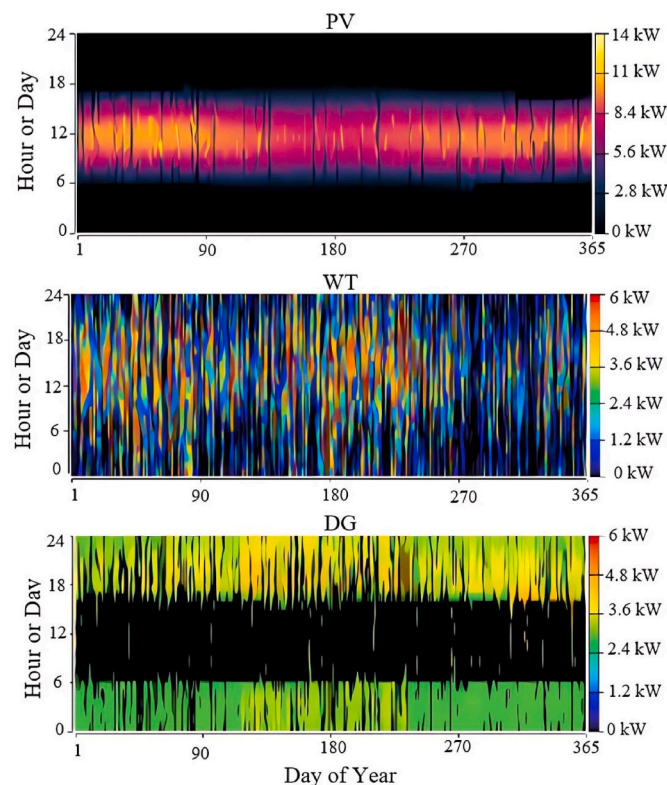 PV
24
18
12
6
0
Hour or Day
1
90
180
270
365
14 kW
11 kW
8.4 kW
5.6 kW
2.8 kW
0 kW
WT
24
18
12
6
0
Hour or Day
1
90
180
270
365
6 kW
4.8 kW
3.6 kW
2.4 kW
1.2 kW
0 kW
DG
24
18
12
6
0
Hour or Day
1
90
180
270
365
6 kW
4.8 kW
3.6 kW
2.4 kW
1.2 kW
0 kW
Day of Year